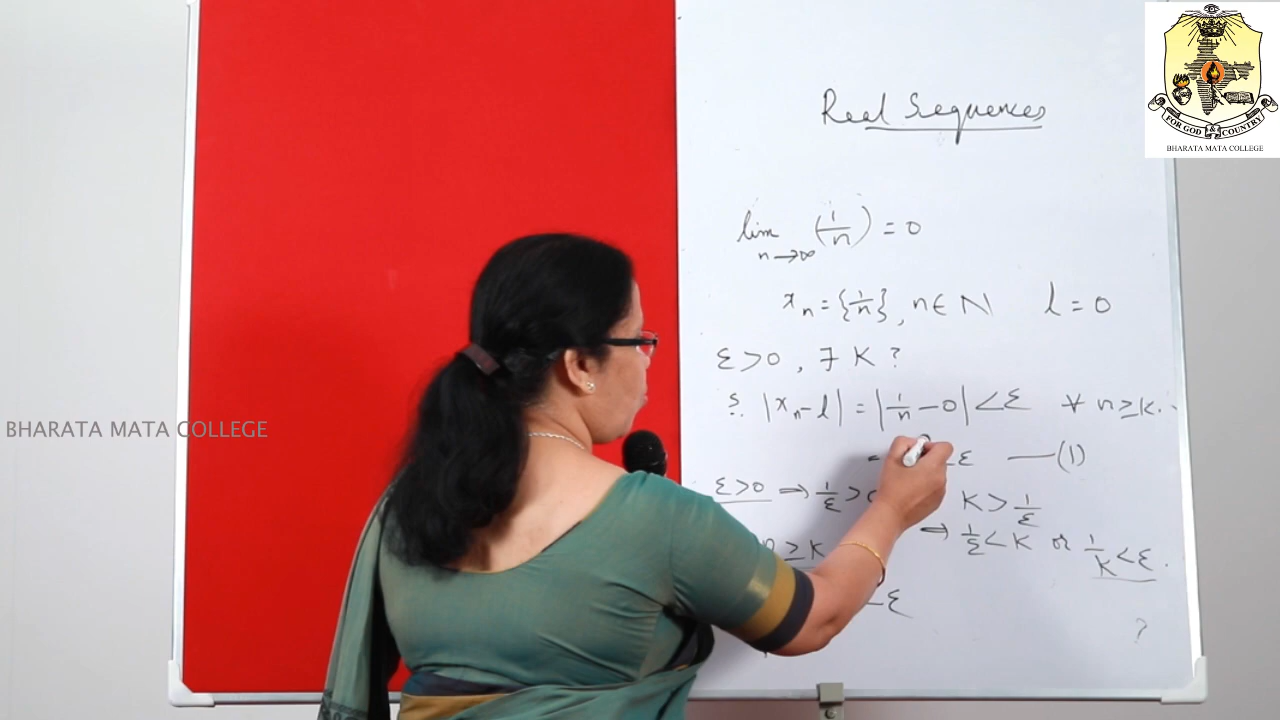 Real Sequences
lim (1/n) = 0
n→∞
x_n = {1/n}, n ∈ N l = 0
ε > 0, ∃ K ?
|x_n - l| = |1/n - 0| < ε ∀ n ≥ K.
< ε —(1)
ε > 0 ⇒ 1/ε > 0 K > 1/ε
⇒ 1/ε < K or 1/K < ε.
≥ K
< ε
?
FOR GOD & COUNTRY
BHARATA MATA COLLEGE
BHARATA MATA COLLEGE